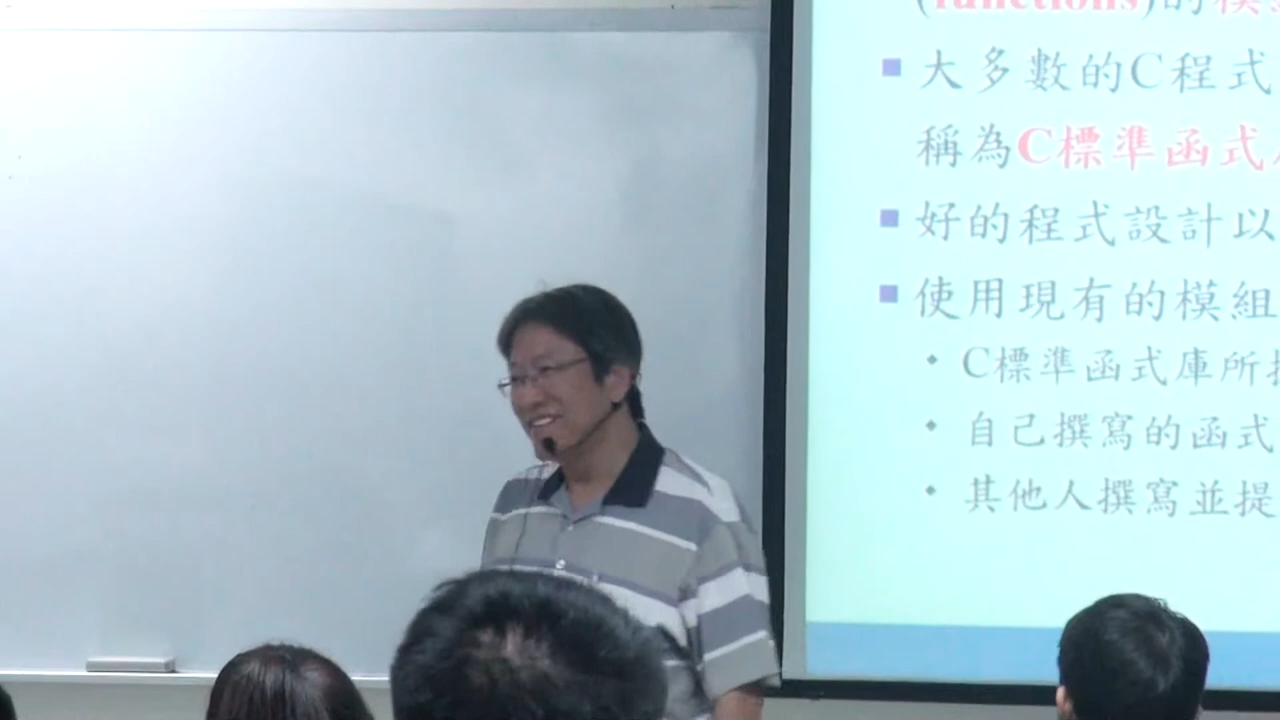 (functions)的模
大多數的C程式
稱為C標準函式
好的程式設計以
使用現有的模組
C標準函式庫所
自己撰寫的函式
其他人撰寫並提